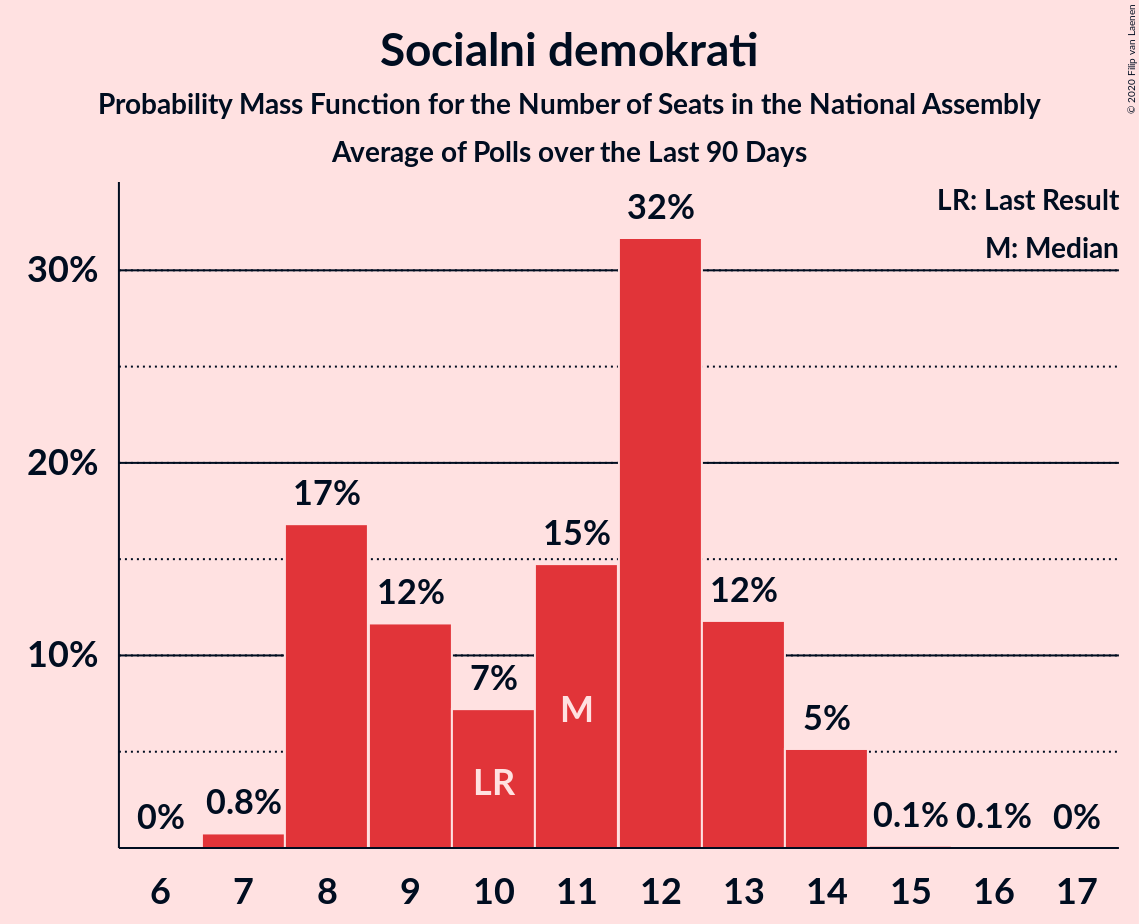 Socialni demokrati
Probability Mass Function for the Number of Seats in the National Assembly
Average of Polls over the Last 90 Days
© 2020 Filip van Laenen
LR: Last Result
M: Median
30%
20%
10%
0%
0.8%
17%
12%
7%
15%
32%
12%
5%
0.1%
0.1%
0%
LR
M
6 7 8 9 10 11 12 13 14 15 16 17